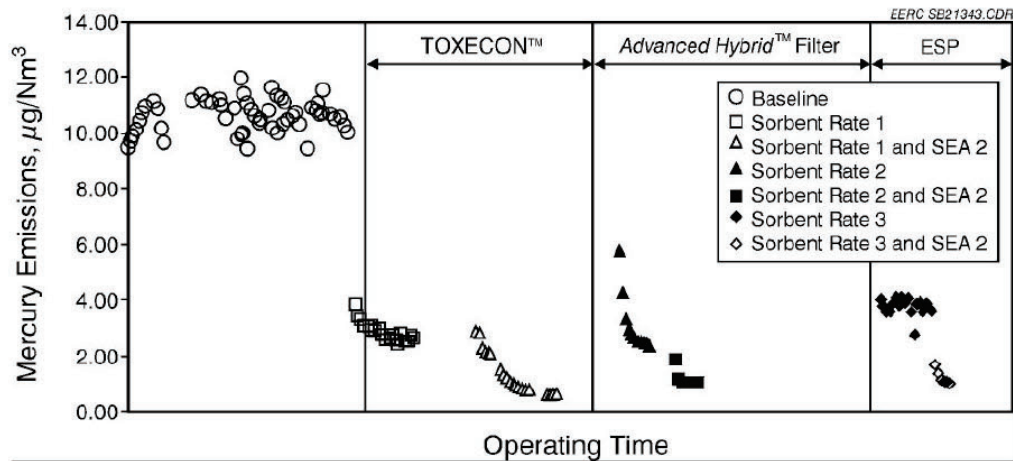 EERC SB21343.CDR
14.00
TOXECON™
Advanced Hybrid™ Filter
ESP
12.00
10.00
8.00
6.00
4.00
2.00
0.00
Mercury Emissions, µg/Nm³
Baseline
Sorbent Rate 1
Sorbent Rate 1 and SEA 2
Sorbent Rate 2
Sorbent Rate 2 and SEA 2
Sorbent Rate 3
Sorbent Rate 3 and SEA 2
Operating Time